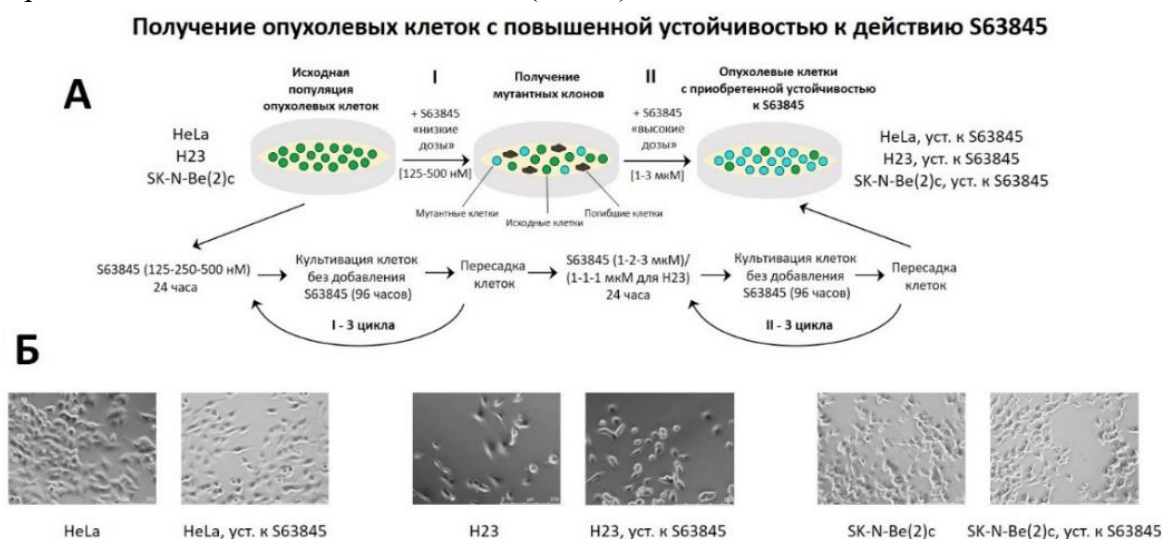 Получение опухолевых клеток с повышенной устойчивостью к действию S63845
А
HeLa
H23
SK-N-Be(2)c
Исходная
популяция
опухолевых клеток
I
+ S63845
«низкие
дозы»
[125-500 нМ]
Получение
мутантных клонов
Мутантные клетки
Исходные клетки
Погибшие клетки
II
+ S63845
«высокие
дозы»
[1-3 мкМ]
Опухолевые клетки
с приобретенной устойчивостью
к S63845
HeLa, уст. к S63845
H23, уст. к S63845
SK-N-Be(2)c, уст. к S63845
S63845 (125-250-500 нМ)
24 часа
Культивация клеток
без добавления
S63845 (96 часов)
Пересадка
клеток
I - 3 цикла
S63845 (1-2-3 мкМ)/
(1-1-1 мкМ для H23)
24 часа
Культивация клеток
без добавления
S63845 (96 часов)
Пересадка
клеток
II - 3 цикла
Б
HeLa
HeLa, уст. к S63845
H23
H23, уст. к S63845
SK-N-Be(2)c
SK-N-Be(2)c, уст. к S63845